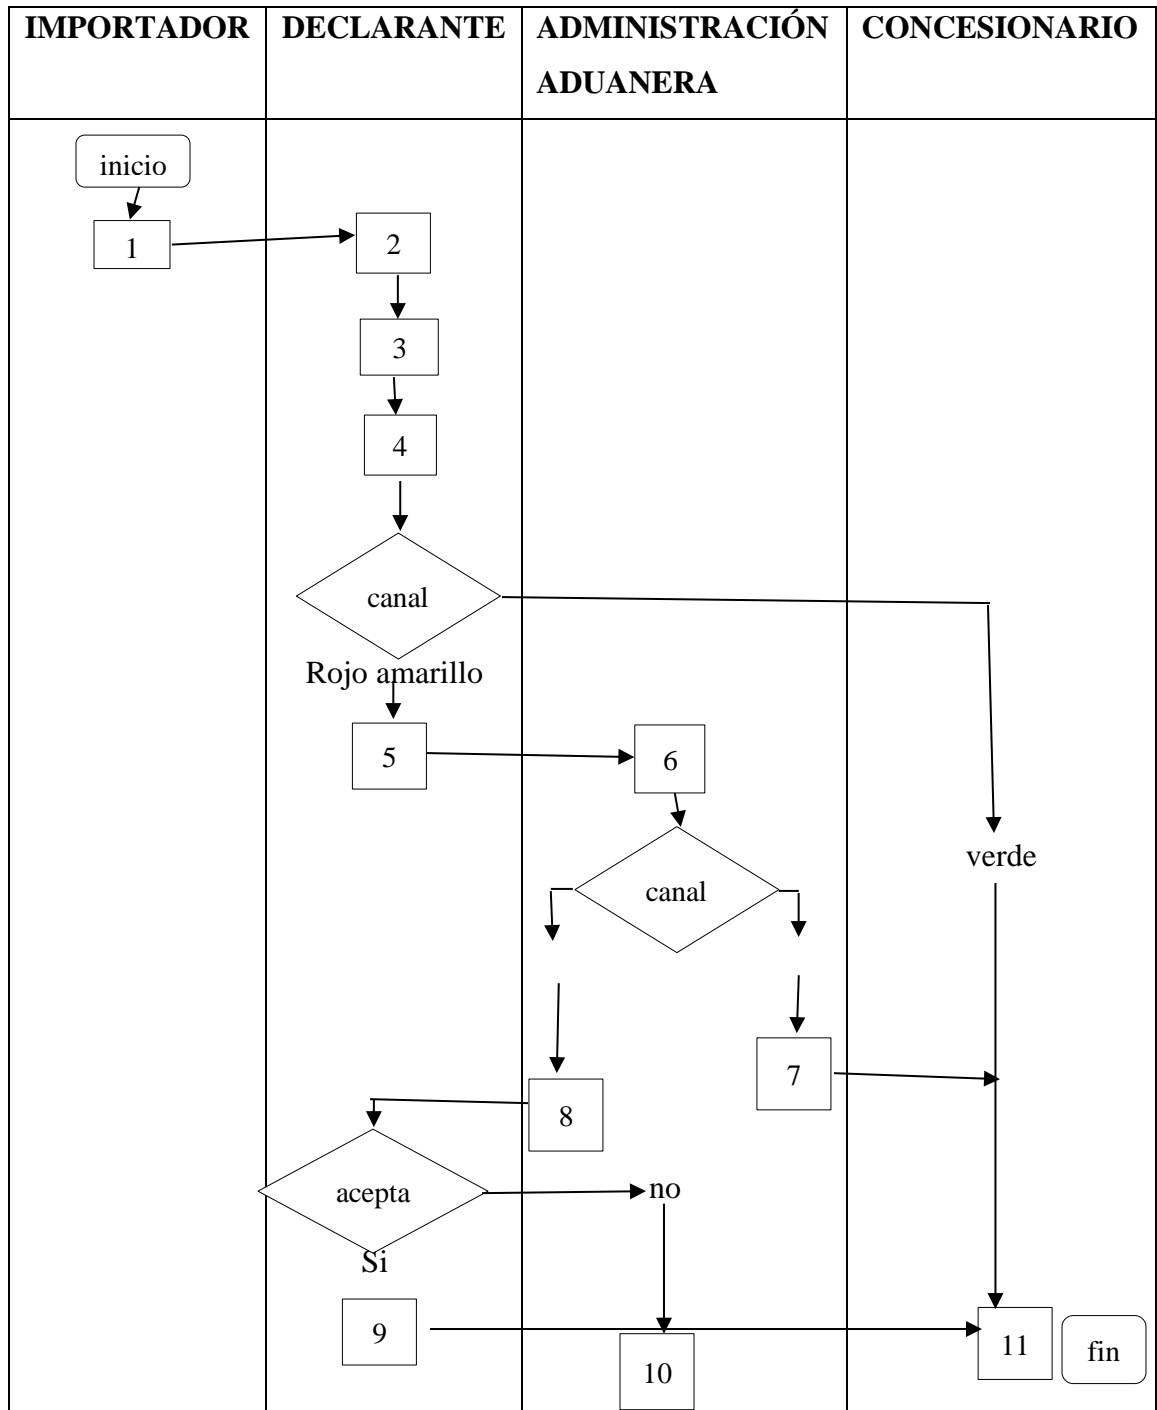 IMPORTADOR
DECLARANTE
ADMINISTRACIÓN
ADUANERA
CONCESIONARIO
inicio
1
2
3
4
canal
Rojo amarillo
5
6
canal
verde
7
8
acepta
no
Si
9
10
11
fin